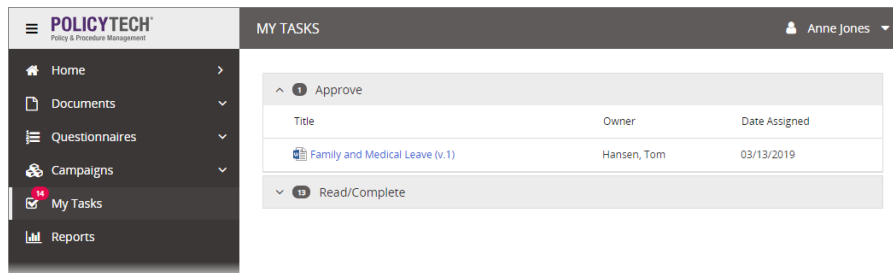 POLICYTECH®
Policy & Procedure Management
MY TASKS
Anne Jones
Home
Documents
Questionnaires
Campaigns
14
My Tasks
Reports
1 Approve
Title Owner Date Assigned
Family and Medical Leave (v.1) Hansen, Tom 03/13/2019
13 Read/Complete